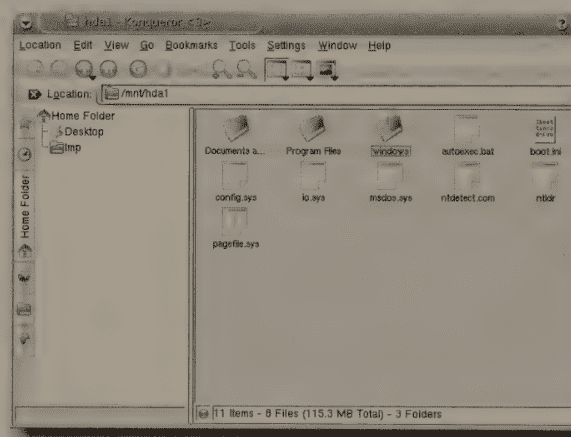 hda1 - Konqueror <3>
Location Edit View Go Bookmarks Tools Settings Window Help
Location: /mnt/hda1
Home Folder
Desktop
tmp
Home Folder
Documents a... Program Files windows autoexec.bat boot.ini
config.sys io.sys msdos.sys ntdetect.com ntldr
pagefile.sys
11 Items - 8 Files (115.3 MB Total) - 3 Folders